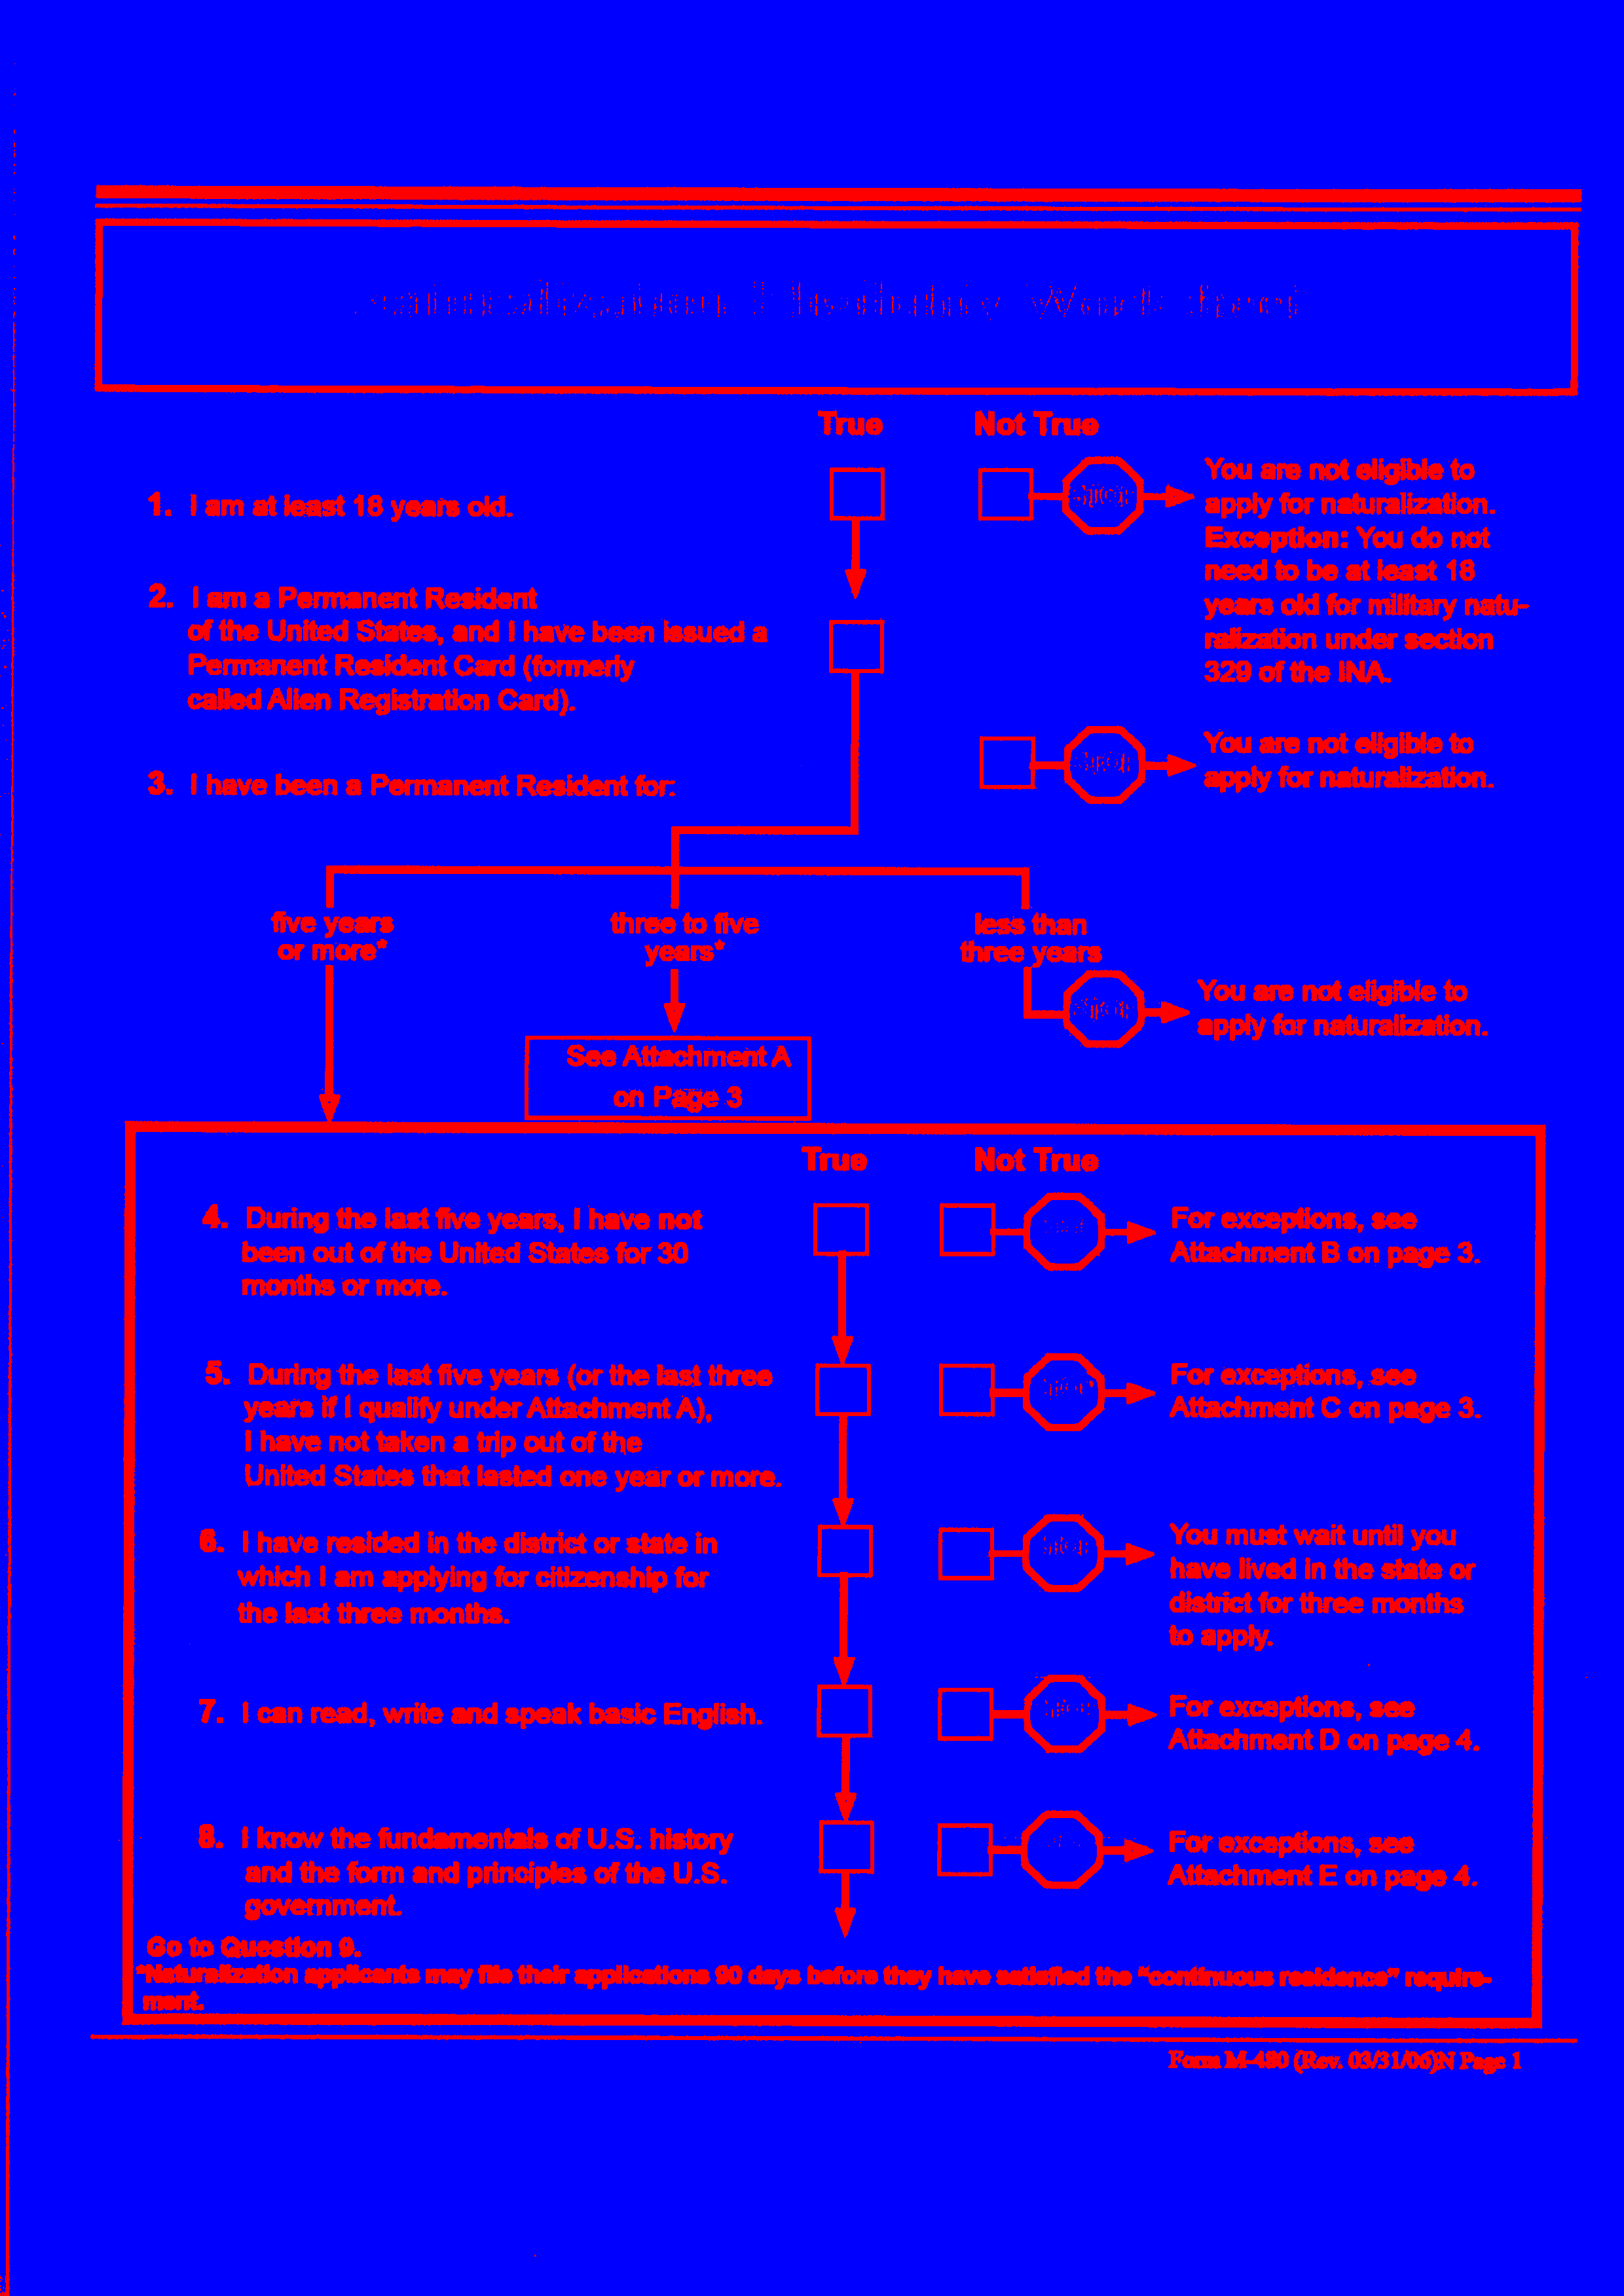 Naturalization Eligibility Worksheet
True Not True
1. I am at least 18 years old.
STOP
You are not eligible to
apply for naturalization.
Exception: You do not
need to be at least 18
years old for military natu-
ralization under section
329 of the INA.
2. I am a Permanent Resident
of the United States, and I have been issued a
Permanent Resident Card (formerly
called Alien Registration Card).
STOP
You are not eligible to
apply for naturalization.
3. I have been a Permanent Resident for:
five years
or more*
three to five
years*
less than
three years
STOP
You are not eligible to
apply for naturalization.
See Attachment A
on Page 3
True Not True
4. During the last five years, I have not
been out of the United States for 30
months or more.
For exceptions, see
Attachment B on page 3.
5. During the last five years (or the last three
years if I qualify under Attachment A),
I have not taken a trip out of the
United States that lasted one year or more.
For exceptions, see
Attachment C on page 3.
6. I have resided in the district or state in
which I am applying for citizenship for
the last three months.
You must wait until you
have lived in the state or
district for three months
to apply.
7. I can read, write and speak basic English.
For exceptions, see
Attachment D on page 4.
8. I know the fundamentals of U.S. history
and the form and principles of the U.S.
government.
For exceptions, see
Attachment E on page 4.
Go to Question 9.
*Naturalization applicants may file their applications 90 days before they have satisfied the “continuous residence” require-
ment.
Form M-480 (Rev. 03/31/06)N Page 1